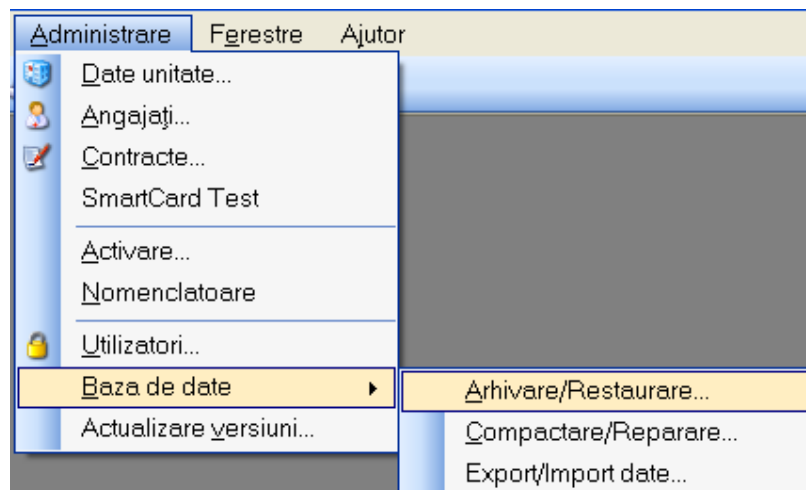 Administrare Ferestre Ajutor
Date unitate...
Angajaţi...
Contracte...
SmartCard Test
Activare...
Nomenclatoare
Utilizatori...
Baza de date
Arhivare/Restaurare...
Actualizare versiuni...
Compactare/Reparare...
Export/Import date...